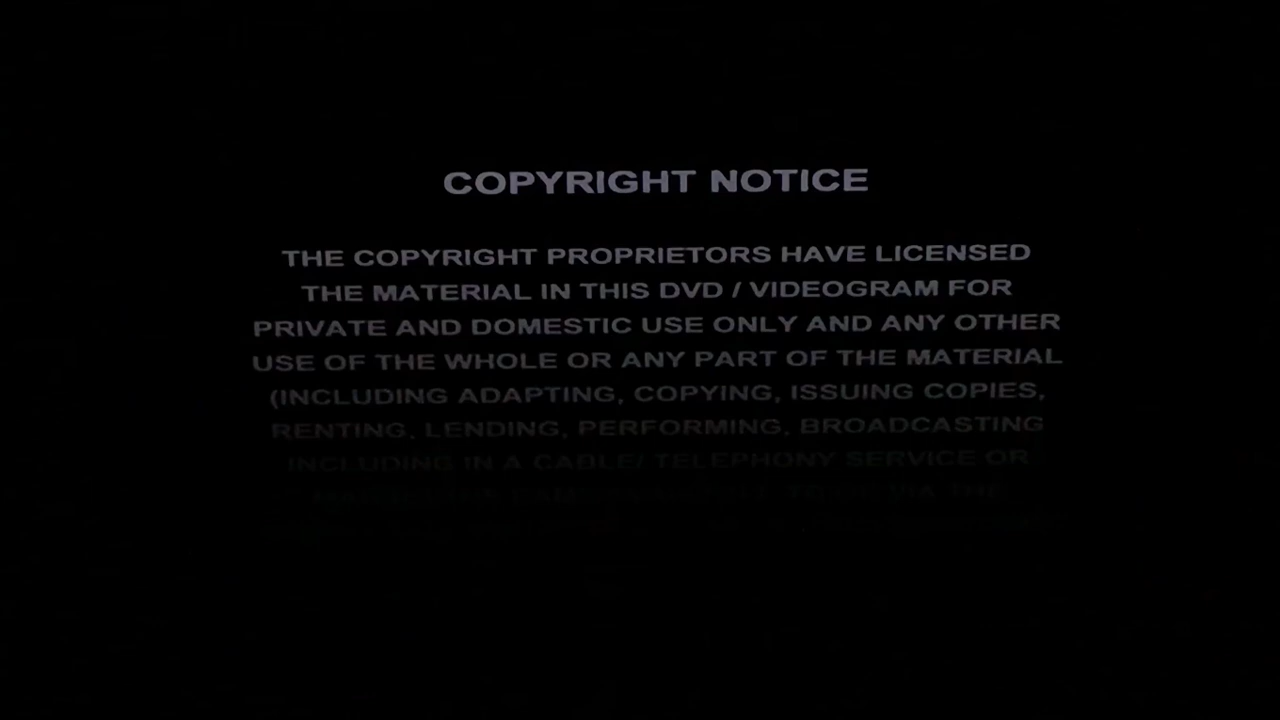 COPYRIGHT NOTICE
THE COPYRIGHT PROPRIETORS HAVE LICENSED
THE MATERIAL IN THIS DVD / VIDEOGRAM FOR
PRIVATE AND DOMESTIC USE ONLY AND ANY OTHER
USE OF THE WHOLE OR ANY PART OF THE MATERIAL
(INCLUDING ADAPTING, COPYING, ISSUING COPIES,
RENTING, LENDING, PERFORMING, BROADCASTING
INCLUDING IN A CABLE/ TELEPHONY SERVICE OR
VIA THE